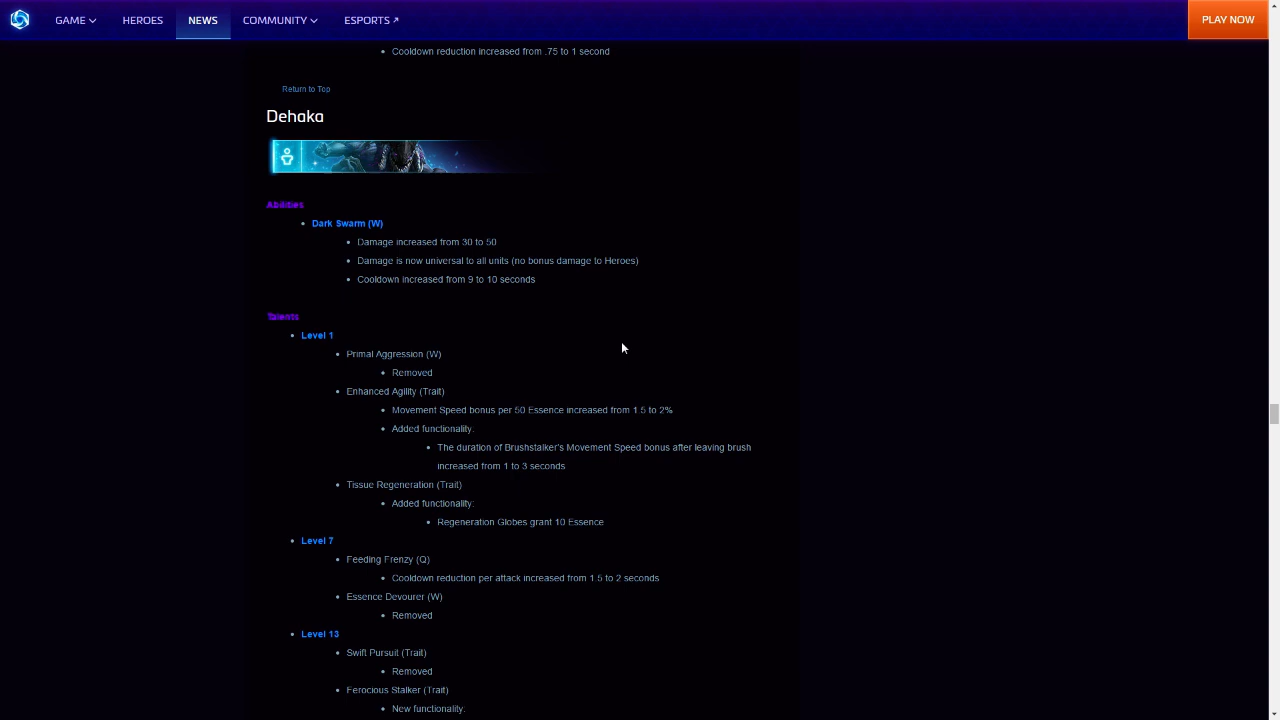 GAME HEROES NEWS COMMUNITY ESPORTS PLAY NOW
Cooldown reduction increased from .75 to 1 second
Return to Top
Dehaka
Abilities
Dark Swarm (W)
Damage increased from 30 to 50
Damage is now universal to all units (no bonus damage to Heroes)
Cooldown increased from 9 to 10 seconds
Talents
Level 1
Primal Aggression (W)
Removed
Enhanced Agility (Trait)
Movement Speed bonus per 50 Essence increased from 1.5 to 2%
Added functionality:
The duration of Brushstalker's Movement Speed bonus after leaving brush
increased from 1 to 3 seconds
Tissue Regeneration (Trait)
Added functionality:
Regeneration Globes grant 10 Essence
Level 7
Feeding Frenzy (Q)
Cooldown reduction per attack increased from 1.5 to 2 seconds
Essence Devourer (W)
Removed
Level 13
Swift Pursuit (Trait)
Removed
Ferocious Stalker (Trait)
New functionality: